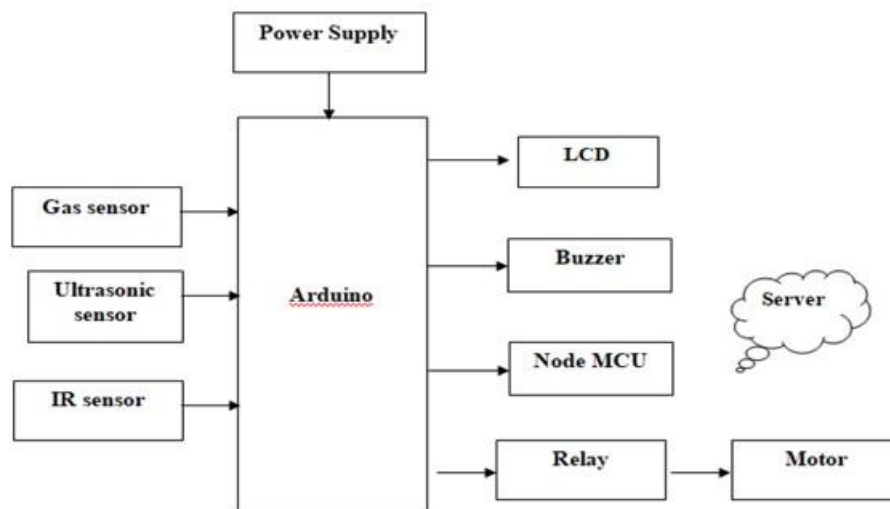 Power Supply
LCD
Gas sensor
Buzzer
Ultrasonic
sensor
Arduino
Server
Node MCU
IR sensor
Relay
Motor